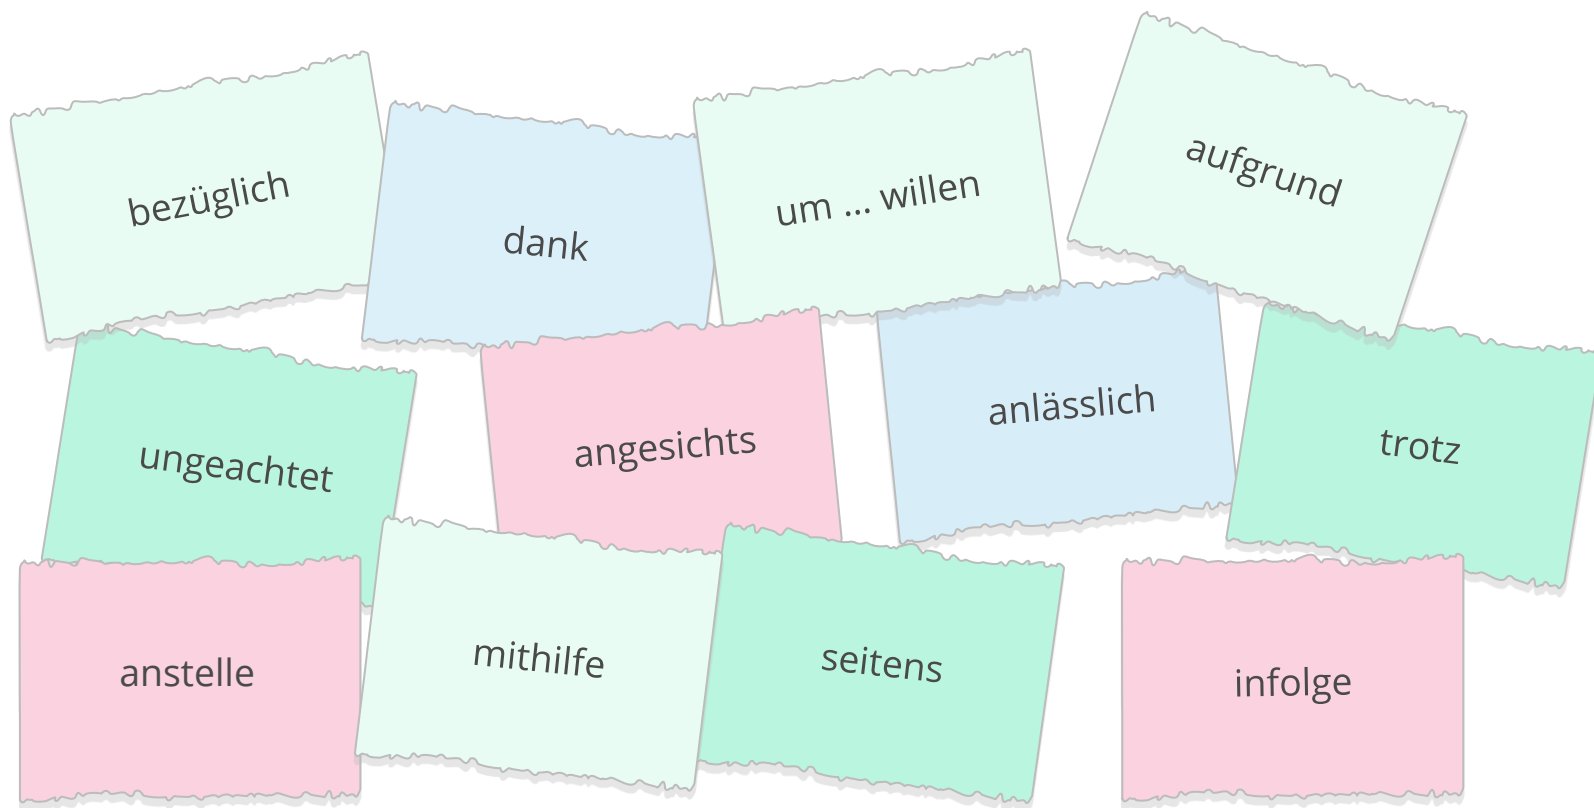 bezüglich
dank
um ... willen
aufgrund
ungeachtet
angesichts
anlässlich
trotz
anstelle
mithilfe
seitens
infolge